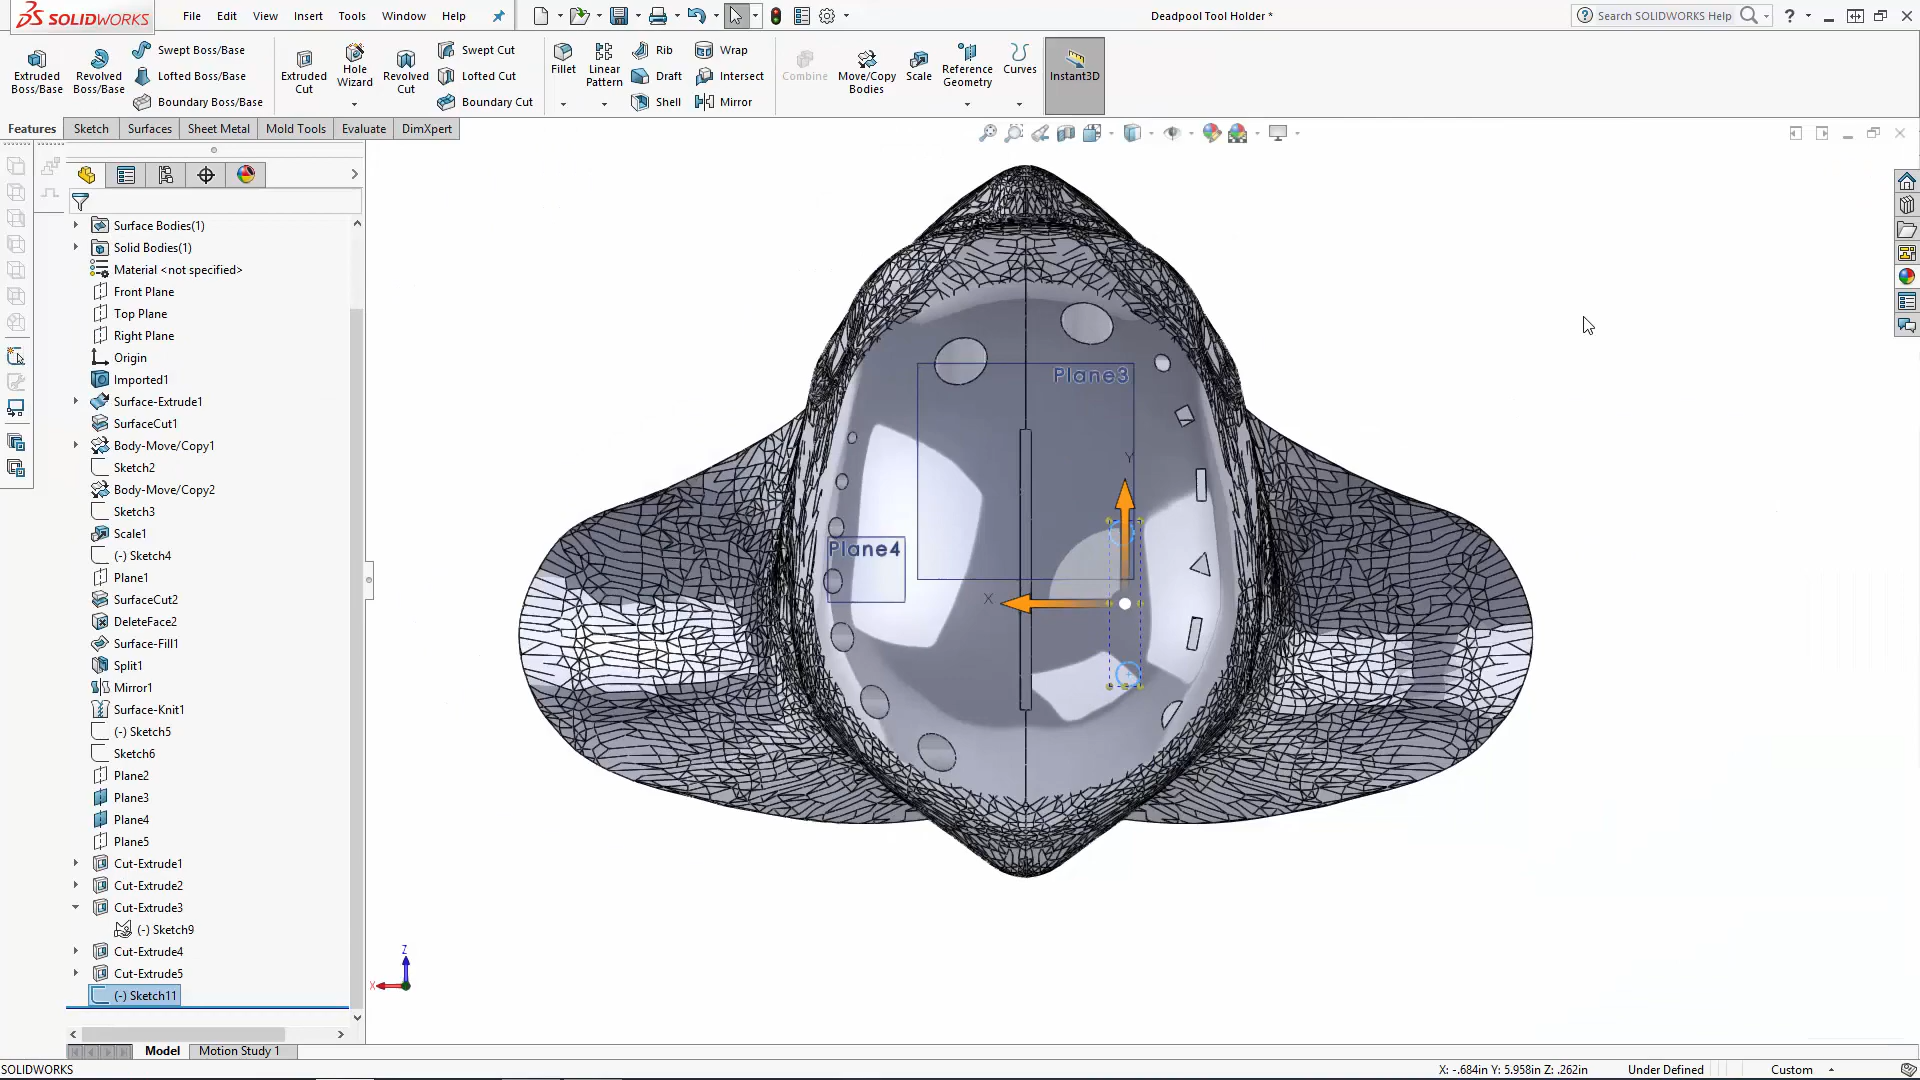 SOLIDWORKS File Edit View Insert Tools Window Help Deadpool Tool Holder * Search SOLIDWORKS Help ?
Extruded Boss/Base
Revolved Boss/Base
Swept Boss/Base
Lofted Boss/Base
Boundary Boss/Base
Extruded Cut
Hole Wizard
Revolved Cut
Swept Cut
Lofted Cut
Boundary Cut
Fillet
Linear Pattern
Rib
Draft
Shell
Wrap
Intersect
Mirror
Combine
Move/Copy Bodies
Scale
Reference Geometry
Curves
Instant3D
Features Sketch Surfaces Sheet Metal Mold Tools Evaluate DimXpert
Surface Bodies(1)
Solid Bodies(1)
Material <not specified>
Front Plane
Top Plane
Right Plane
Origin
Imported1
Surface-Extrude1
SurfaceCut1
Body-Move/Copy1
Sketch2
Body-Move/Copy2
Sketch3
Scale1
(-) Sketch4
Plane1
SurfaceCut2
DeleteFace2
Surface-Fill1
Split1
Mirror1
Surface-Knit1
(-) Sketch5
Sketch6
Plane2
Plane3
Plane4
Plane5
Cut-Extrude1
Cut-Extrude2
Cut-Extrude3
(-) Sketch9
Cut-Extrude4
Cut-Extrude5
(-) Sketch11
Plane3
Y
Plane4
X
Z
X
Model Motion Study 1
SOLIDWORKS X: -.684in Y: 5.958in Z: .262in Under Defined Custom